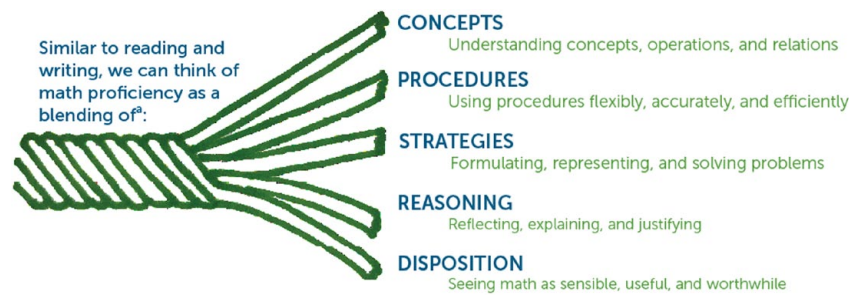 Similar to reading and
writing, we can think of
math proficiency as a
blending ofª:
CONCEPTS
Understanding concepts, operations, and relations
PROCEDURES
Using procedures flexibly, accurately, and efficiently
STRATEGIES
Formulating, representing, and solving problems
REASONING
Reflecting, explaining, and justifying
DISPOSITION
Seeing math as sensible, useful, and worthwhile